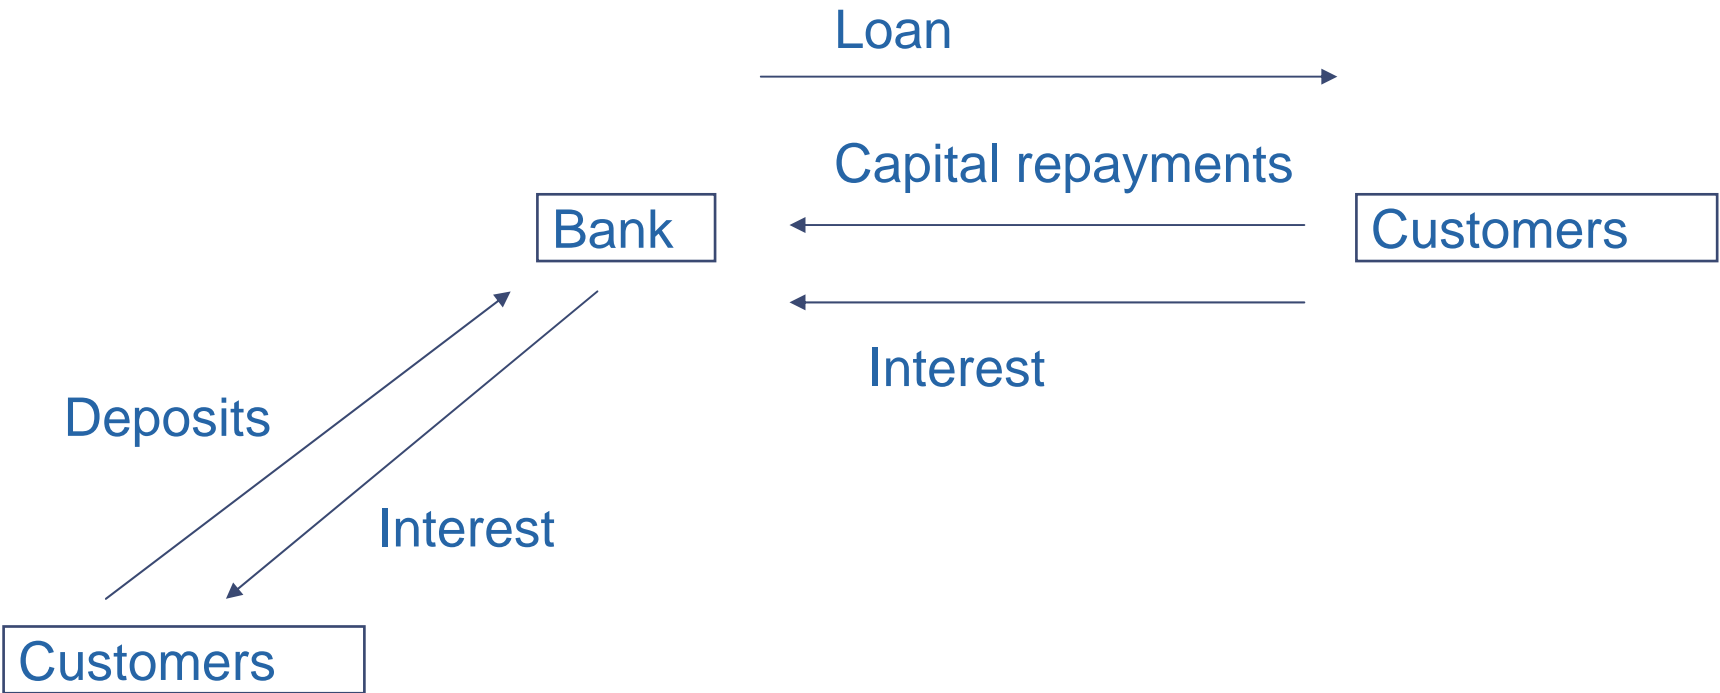 Loan
Capital repayments
Bank
Customers
Interest
Deposits
Interest
Customers